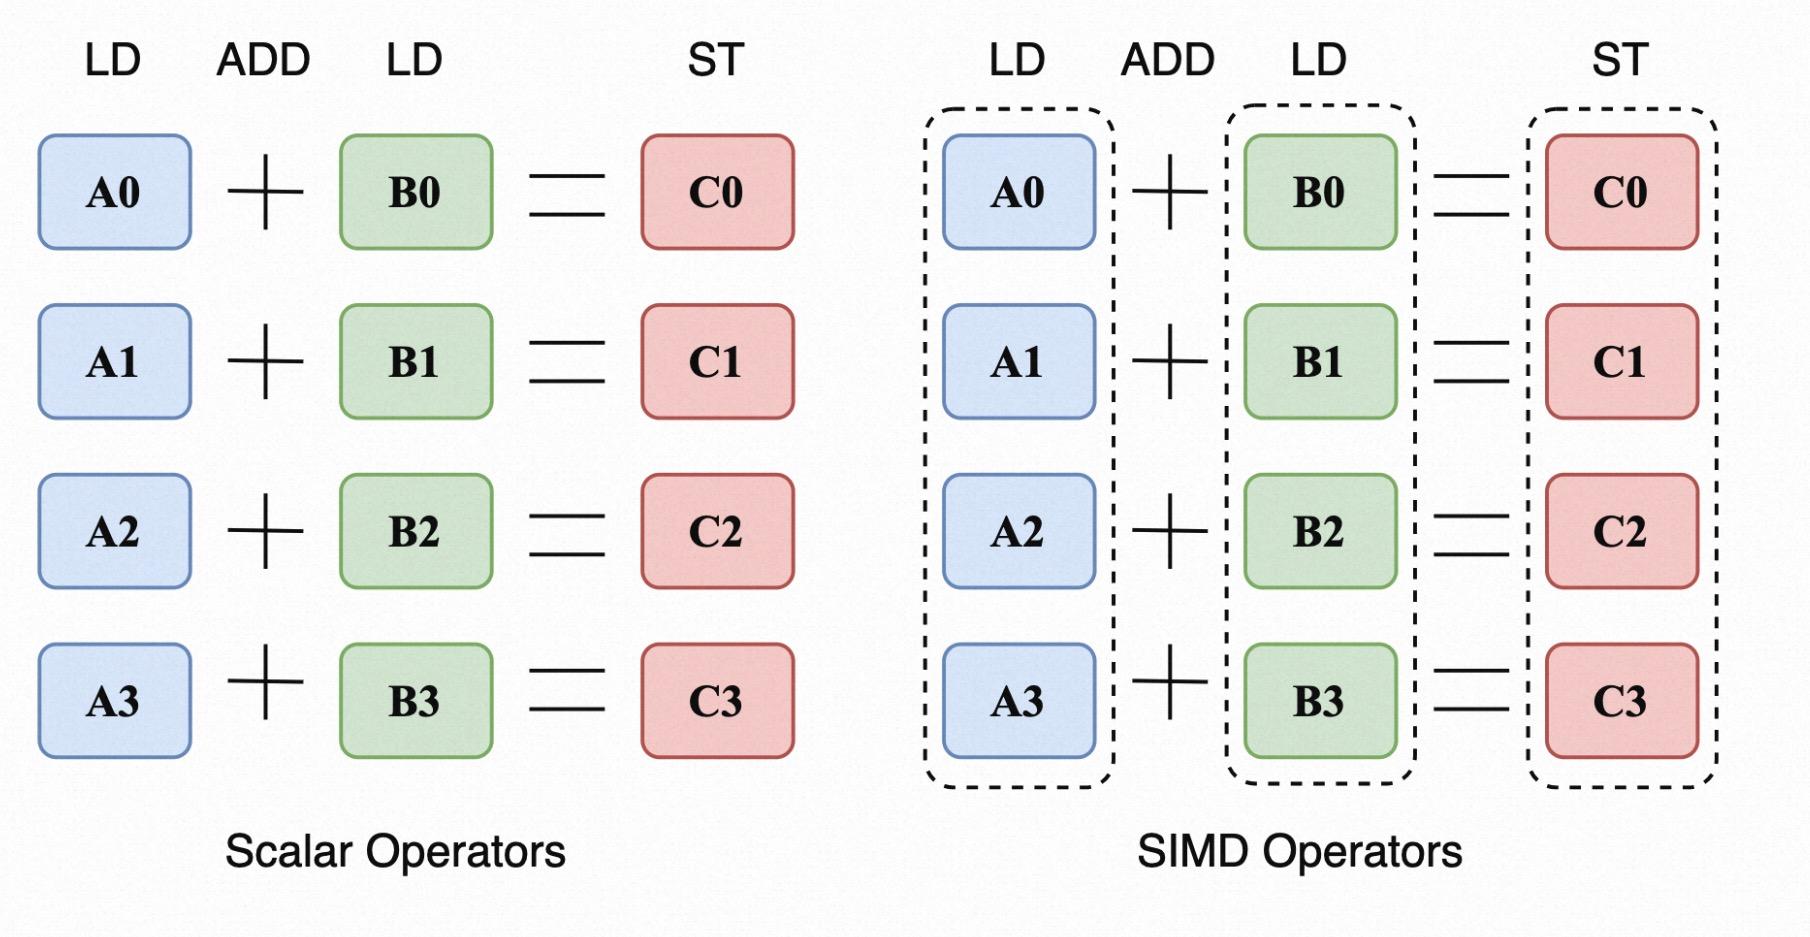 LD ADD LD ST LD ADD LD ST
A0 + B0 = C0 A0 + B0 = C0
A1 + B1 = C1 A1 + B1 = C1
A2 + B2 = C2 A2 + B2 = C2
A3 + B3 = C3 A3 + B3 = C3
Scalar Operators SIMD Operators